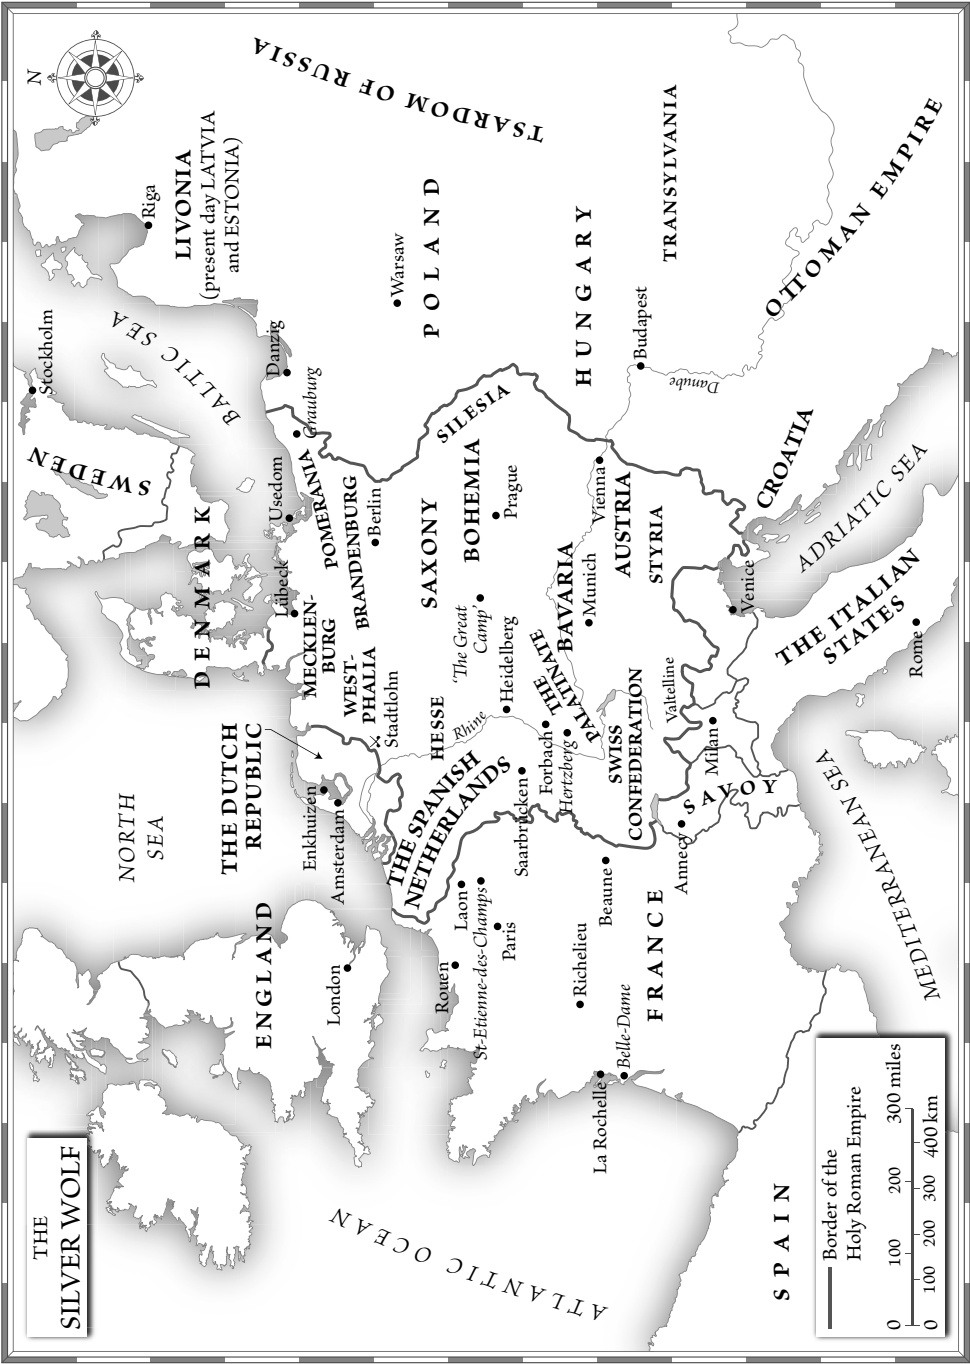 THE
SILVER WOLF
N
Stockholm
SWEDEN
BALTIC SEA
Riga
LIVONIA
(present day LATVIA
and ESTONIA)
TSARDOM OF RUSSIA
DENMARK
NORTH
SEA
ENGLAND
London
THE DUTCH
REPUBLIC
Enkhuizen
Amsterdam
Lübeck
Usedom
Danzig
Grauburg
MECKLEN-
BURG
POMERANIA
BRANDENBURG
Berlin
WEST-
PHALIA
Stadtlohn
Warsaw
POLAND
SAXONY
SILESIA
BOHEMIA
Prague
'The Great
Camp'
HESSE
Rhine
Heidelberg
THE SPANISH
NETHERLANDS
Saarbrücken
Forbach
Herzberg
THE
PALATINATE
BAVARIA
Munich
Vienna
AUSTRIA
STYRIA
HUNGARY
Budapest
Danube
TRANSYLVANIA
OTTOMAN EMPIRE
Rouen
Laon
St-Etienne-des-Champs
Paris
Richelieu
Beaune
FRANCE
La Rochelle
Belle-Dame
SWISS
CONFEDERATION
Valtelline
Annecy
SAVOY
Milan
Venice
CROATIA
ADRIATIC SEA
THE ITALIAN
STATES
Rome
MEDITERRANEAN SEA
ATLANTIC OCEAN
SPAIN
Border of the
Holy Roman Empire
0 100 200 300 miles
0 100 200 300 400 km